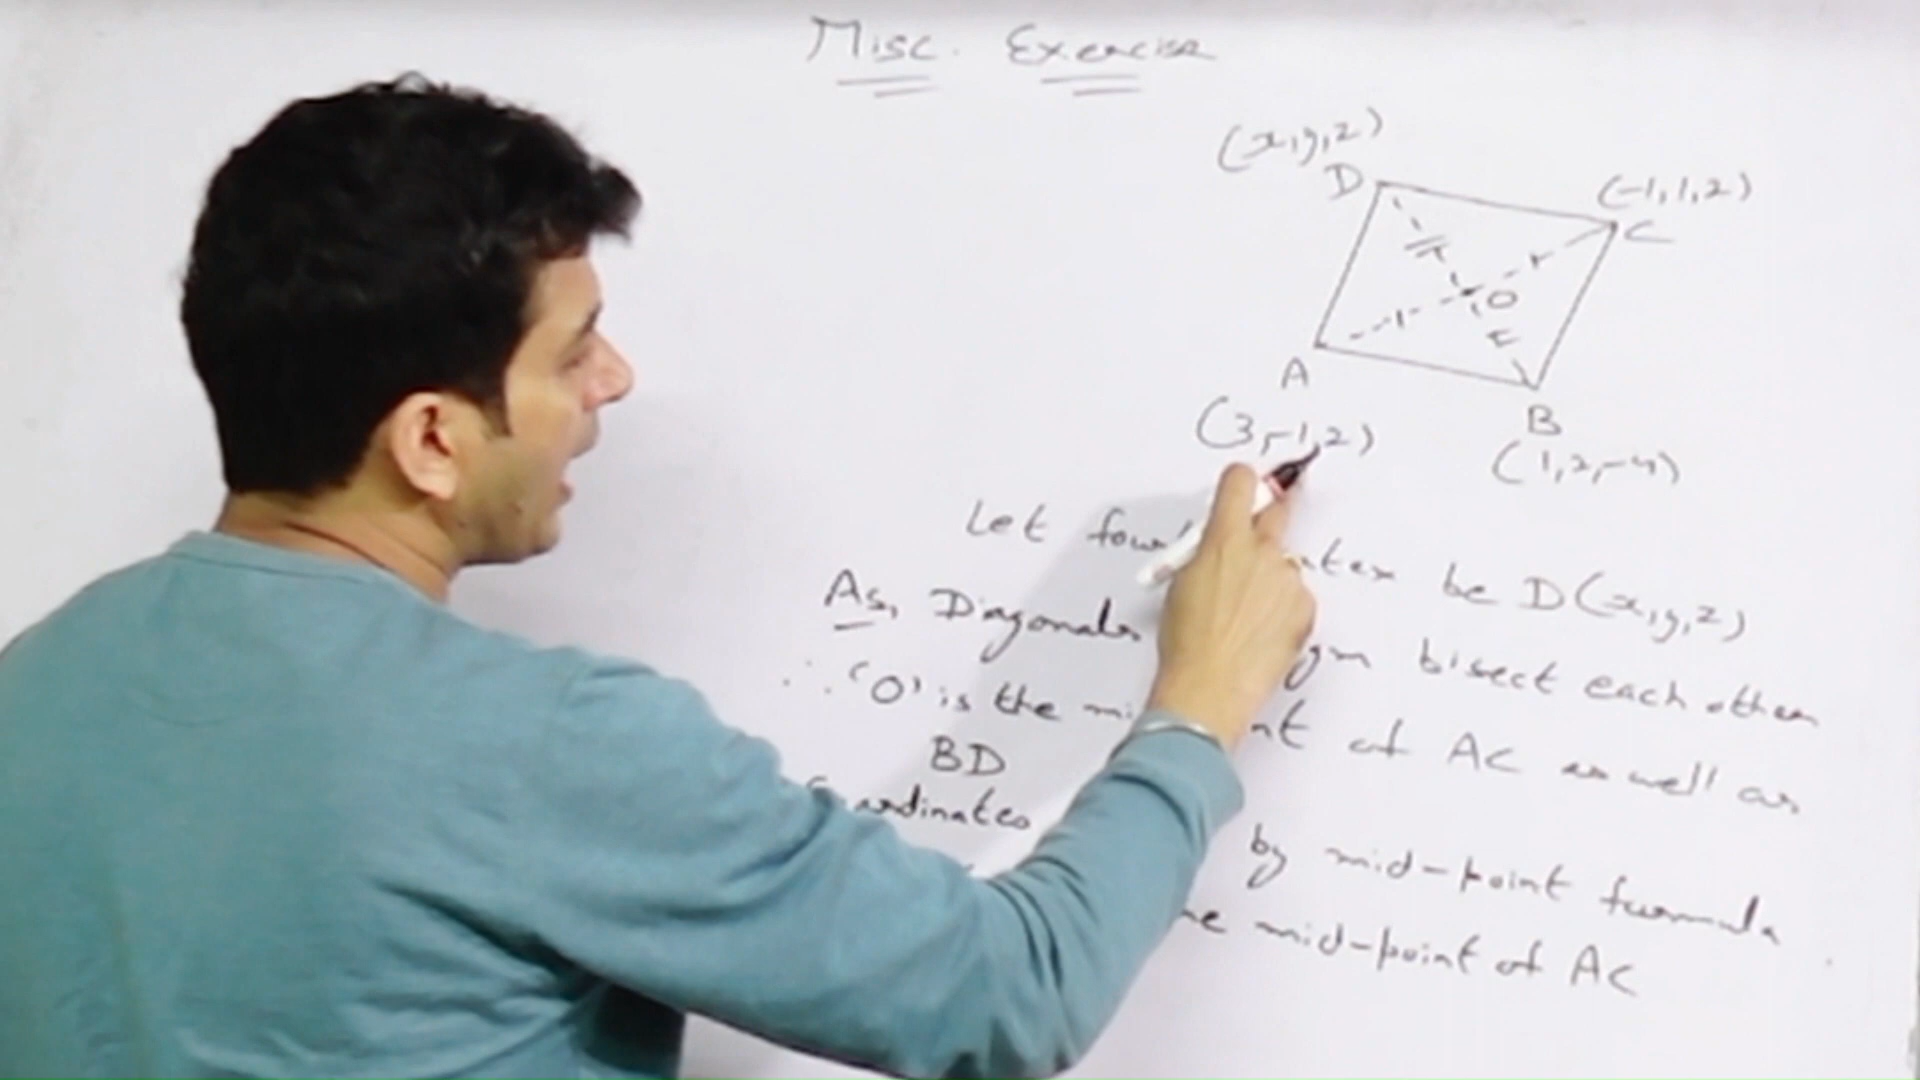 Misc. Exercise
(x,y,z)
D
(-1,1,2)
C
O
A
B
(3,-1,2)
(1,2,-4)
Let be D(x,y,z)
As, Diagonals bisect each other
∴ 'O' is the of AC as well as
BD
by mid-point formula
mid-point of AC